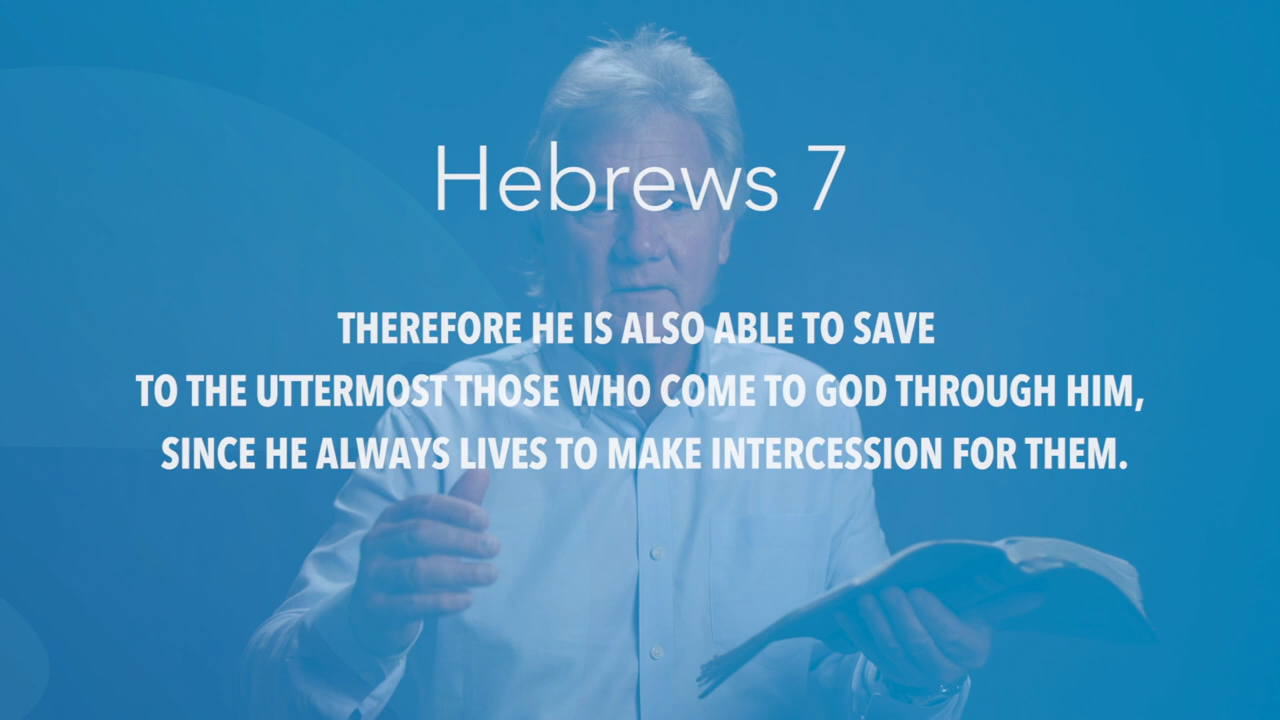 Hebrews 7
THEREFORE HE IS ALSO ABLE TO SAVE
TO THE UTTERMOST THOSE WHO COME TO GOD THROUGH HIM,
SINCE HE ALWAYS LIVES TO MAKE INTERCESSION FOR THEM.